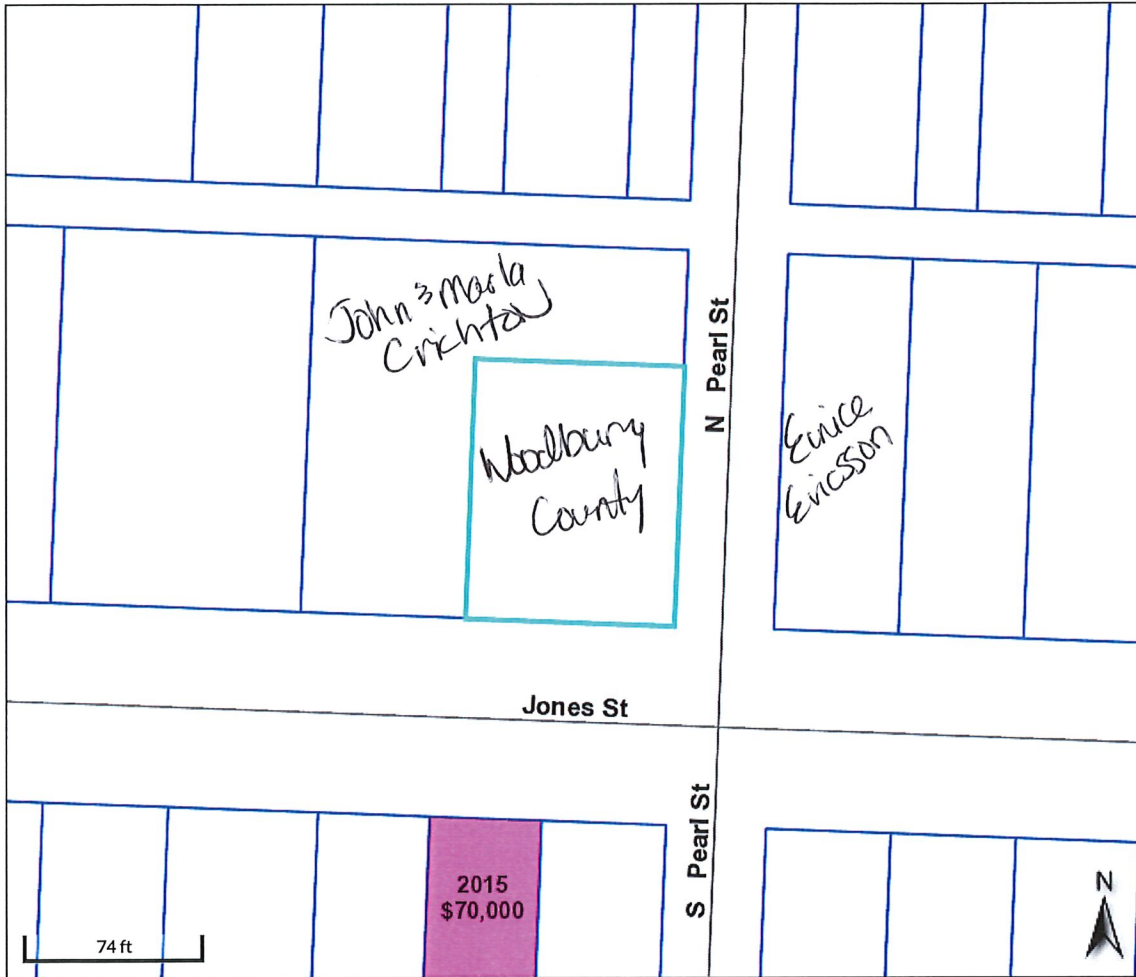 John & Marla
Crichton
N Pearl St
Woodbury
County
Eunice
Ericsson
Jones St
S Pearl St
2015
$70,000
N
74 ft